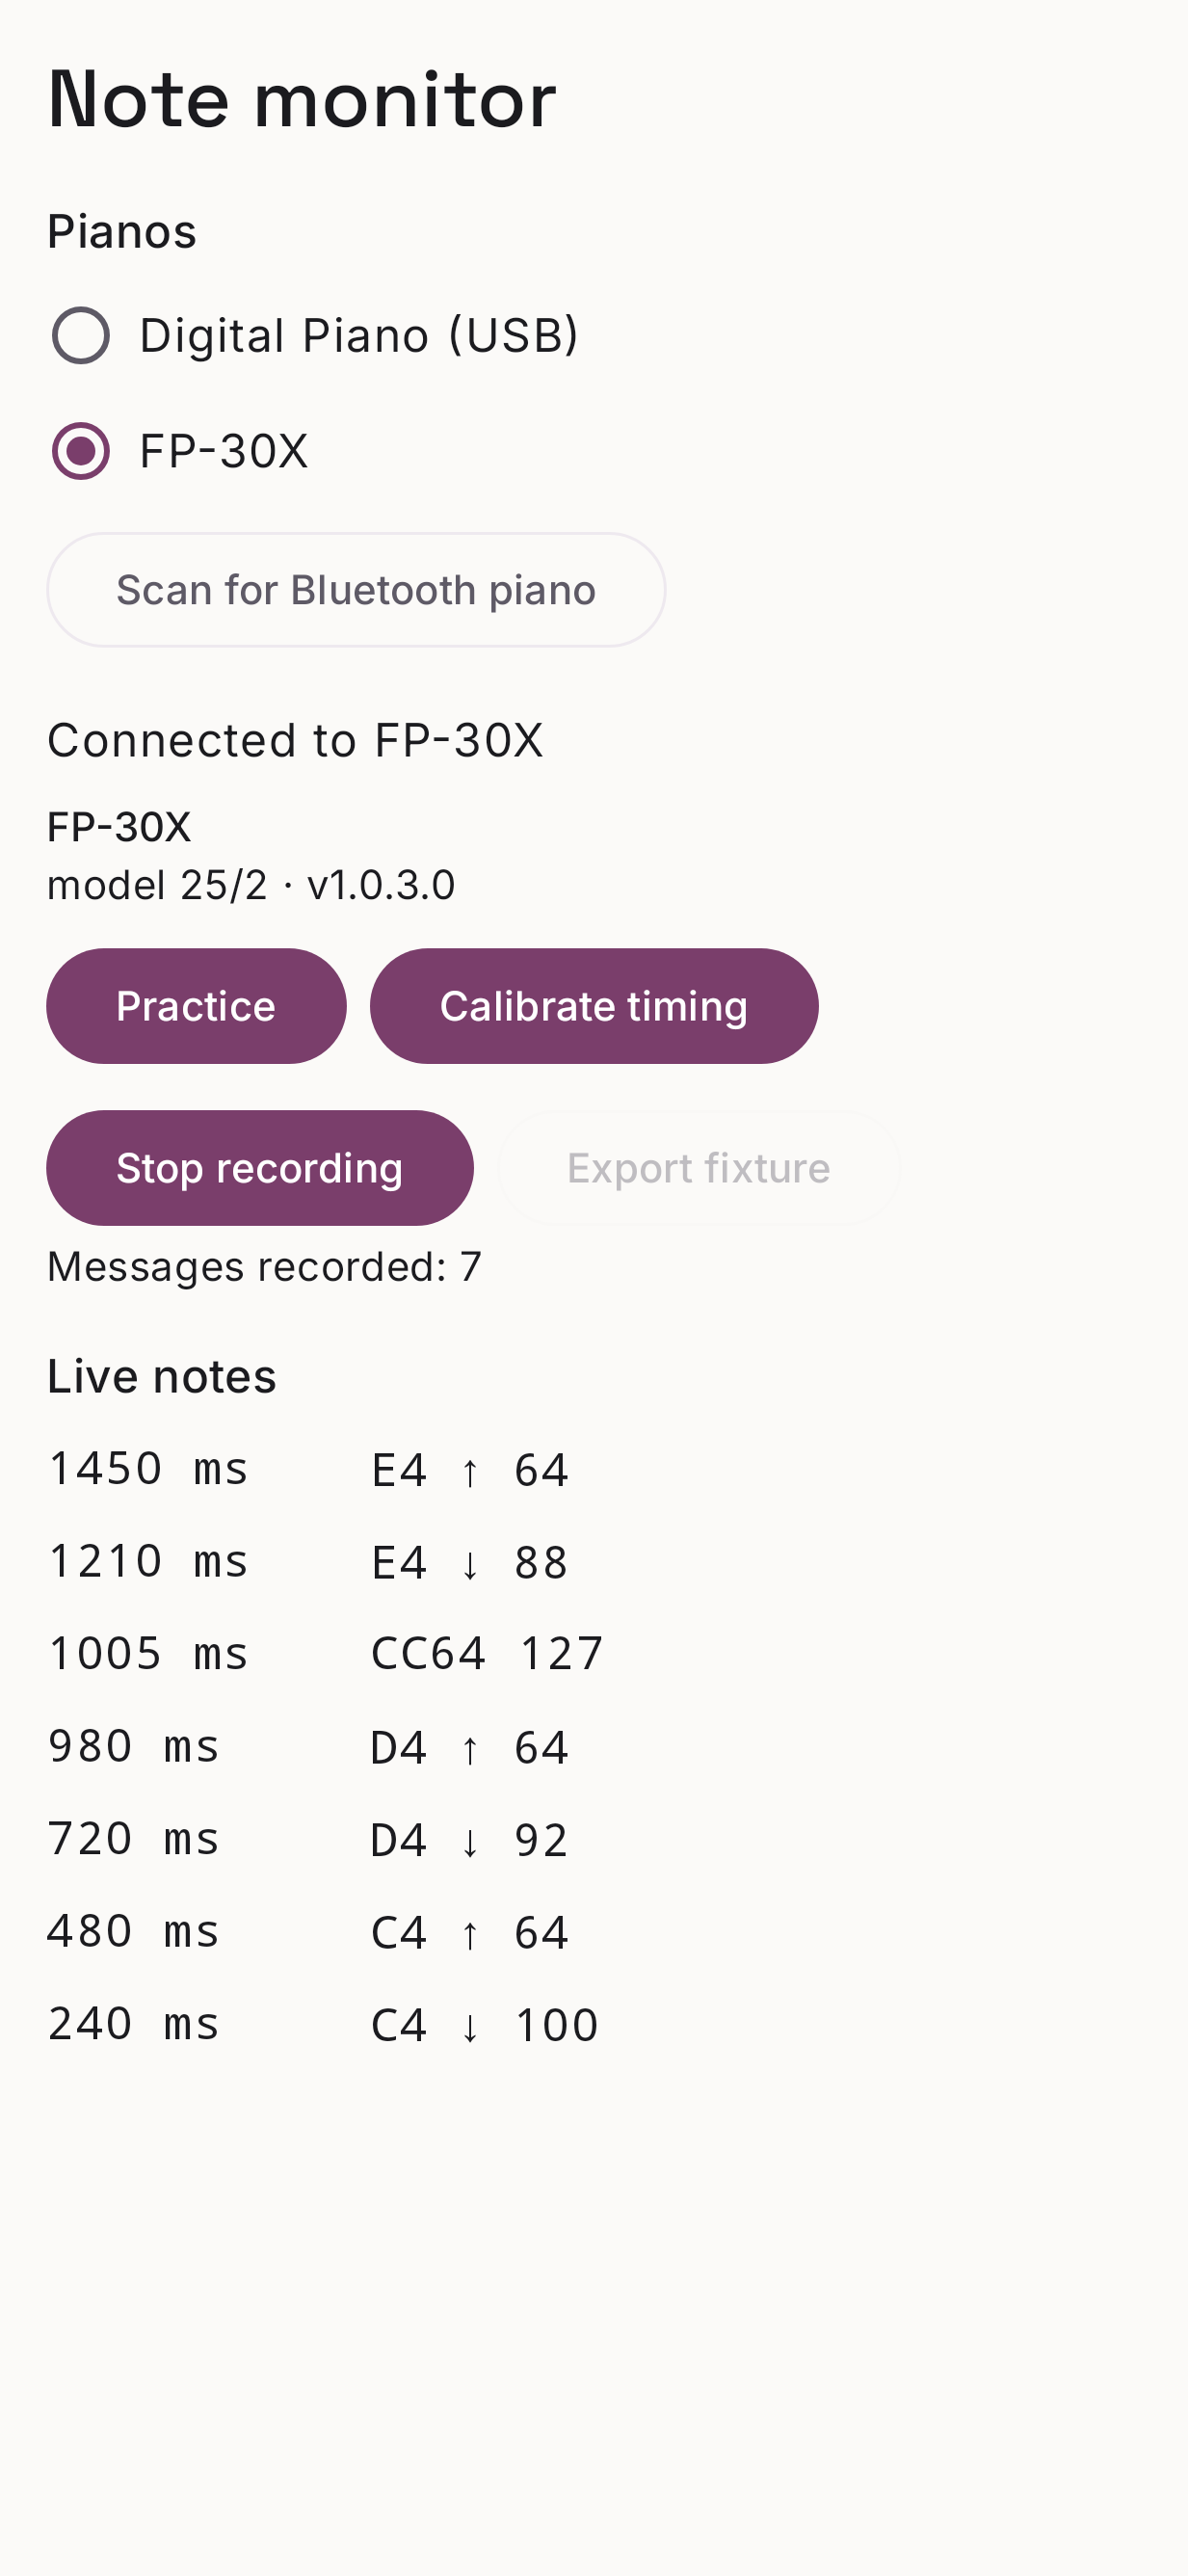 Note monitor
Pianos
Digital Piano (USB)
FP-30X
Scan for Bluetooth piano
Connected to FP-30X
FP-30X
model 25/2 · v1.0.3.0
Practice
Calibrate timing
Stop recording
Export fixture
Messages recorded: 7
Live notes
1450 ms E4 ↑ 64
1210 ms E4 ↓ 88
1005 ms CC64 127
980 ms D4 ↑ 64
720 ms D4 ↓ 92
480 ms C4 ↑ 64
240 ms C4 ↓ 100